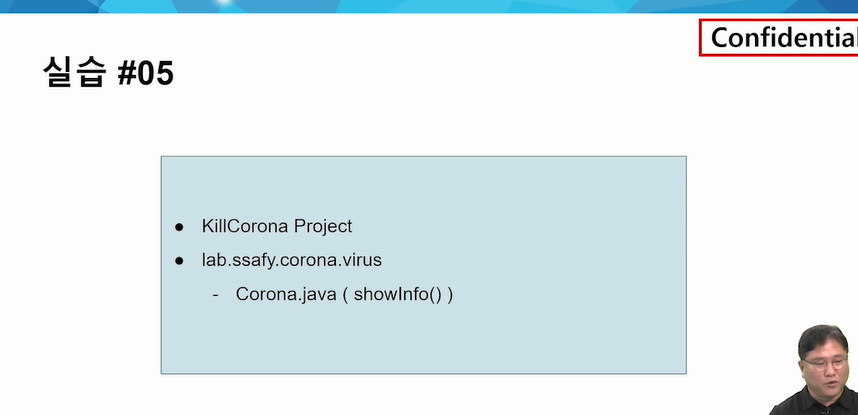 Confidential
실습 #05
● KillCorona Project
● lab.ssafy.corona.virus
- Corona.java ( showInfo() )